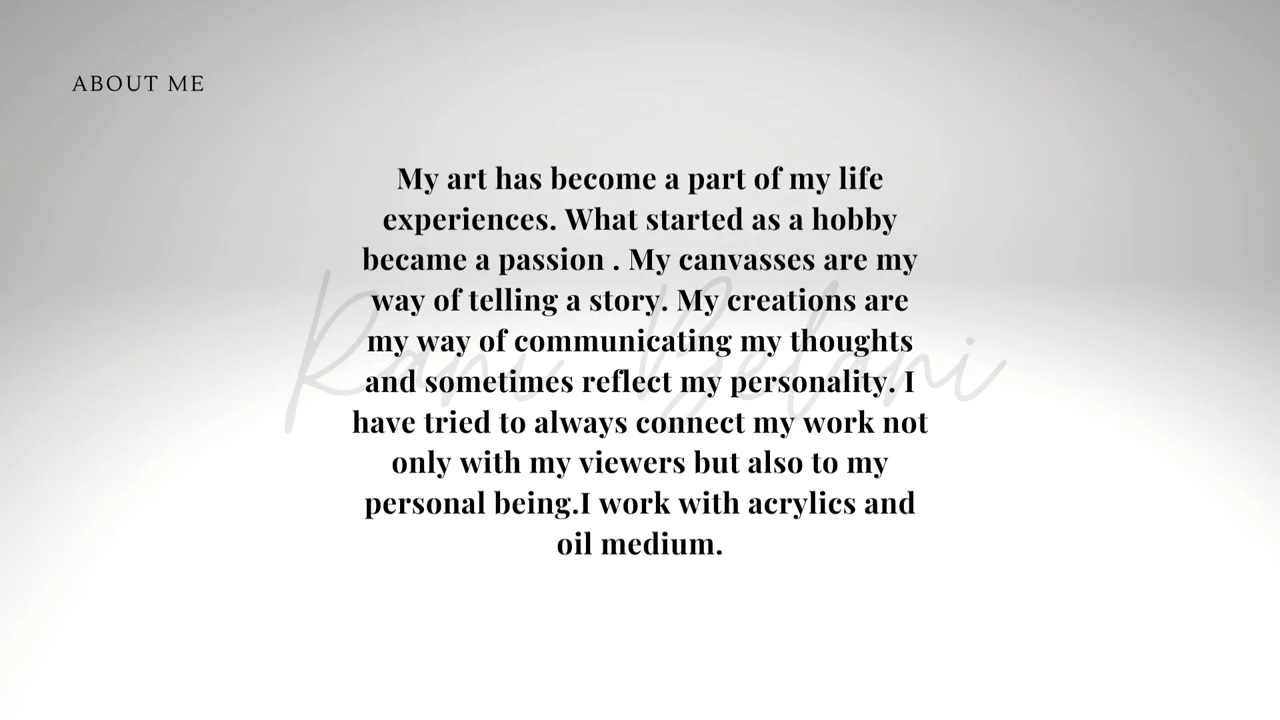 ABOUT ME
My art has become a part of my life
experiences. What started as a hobby
became a passion . My canvasses are my
way of telling a story. My creations are
my way of communicating my thoughts
and sometimes reflect my personality. I
have tried to always connect my work not
only with my viewers but also to my
personal being.I work with acrylics and
oil medium.
Rani Belani